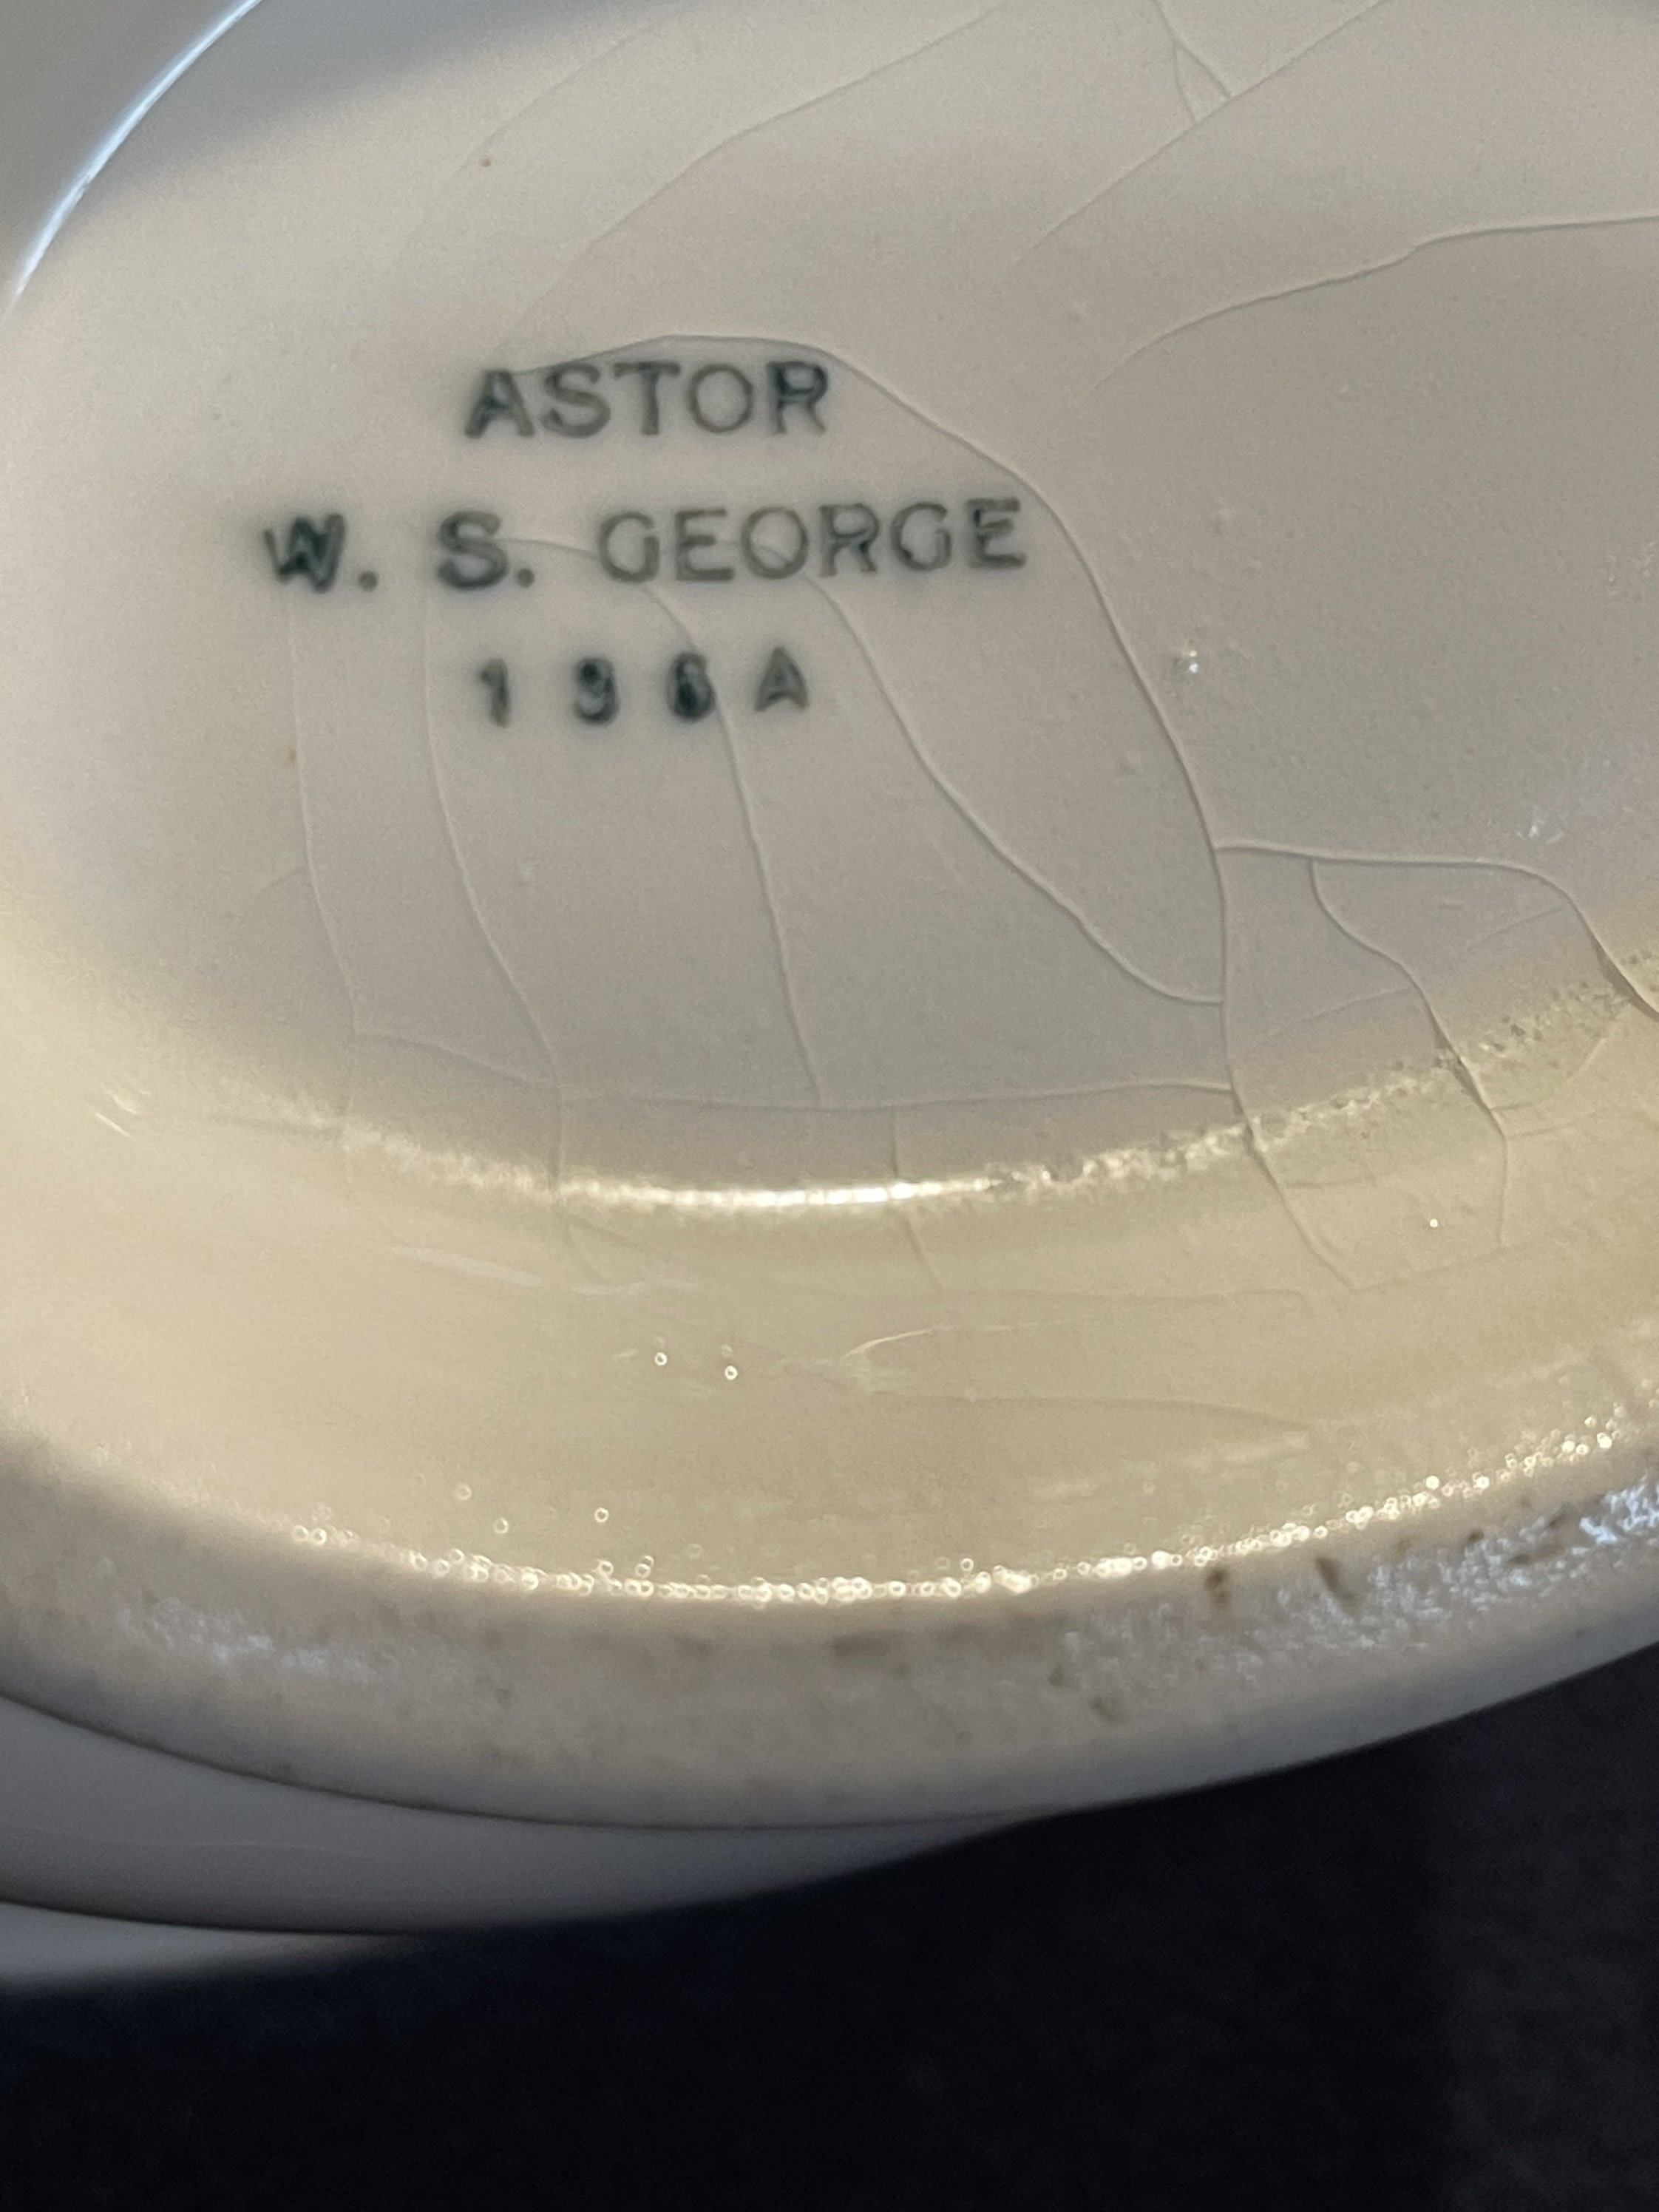 ASTOR
W. S. GEORGE
1 3 6 A